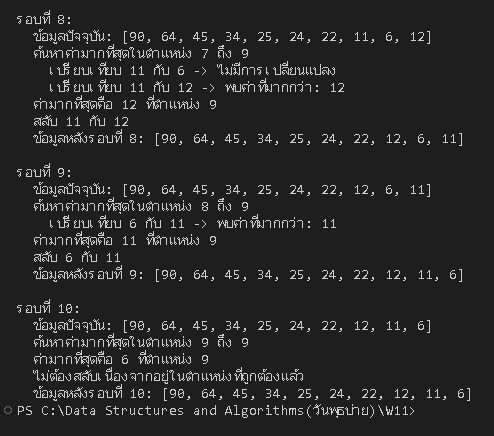 รอบที่ 8:
ข้อมูลปัจจุบัน: [90, 64, 45, 34, 25, 24, 22, 11, 6, 12]
ค้นหาค่ามากที่สุดในตำแหน่ง 7 ถึง 9
เปรียบเทียบ 11 กับ 6 -> ไม่มีการเปลี่ยนแปลง
เปรียบเทียบ 11 กับ 12 -> พบค่าที่มากกว่า: 12
ค่ามากที่สุดคือ 12 ที่ตำแหน่ง 9
สลับ 11 กับ 12
ข้อมูลหลังรอบที่ 8: [90, 64, 45, 34, 25, 24, 22, 12, 6, 11]
รอบที่ 9:
ข้อมูลปัจจุบัน: [90, 64, 45, 34, 25, 24, 22, 12, 6, 11]
ค้นหาค่ามากที่สุดในตำแหน่ง 8 ถึง 9
เปรียบเทียบ 6 กับ 11 -> พบค่าที่มากกว่า: 11
ค่ามากที่สุดคือ 11 ที่ตำแหน่ง 9
สลับ 6 กับ 11
ข้อมูลหลังรอบที่ 9: [90, 64, 45, 34, 25, 24, 22, 12, 11, 6]
รอบที่ 10:
ข้อมูลปัจจุบัน: [90, 64, 45, 34, 25, 24, 22, 12, 11, 6]
ค้นหาค่ามากที่สุดในตำแหน่ง 9 ถึง 9
ค่ามากที่สุดคือ 6 ที่ตำแหน่ง 9
ไม่ต้องสลับเนื่องจากอยู่ในตำแหน่งที่ถูกต้องแล้ว
ข้อมูลหลังรอบที่ 10: [90, 64, 45, 34, 25, 24, 22, 12, 11, 6]
PS C:\Data Structures and Algorithms(วันพุธบ่าย)\W11>